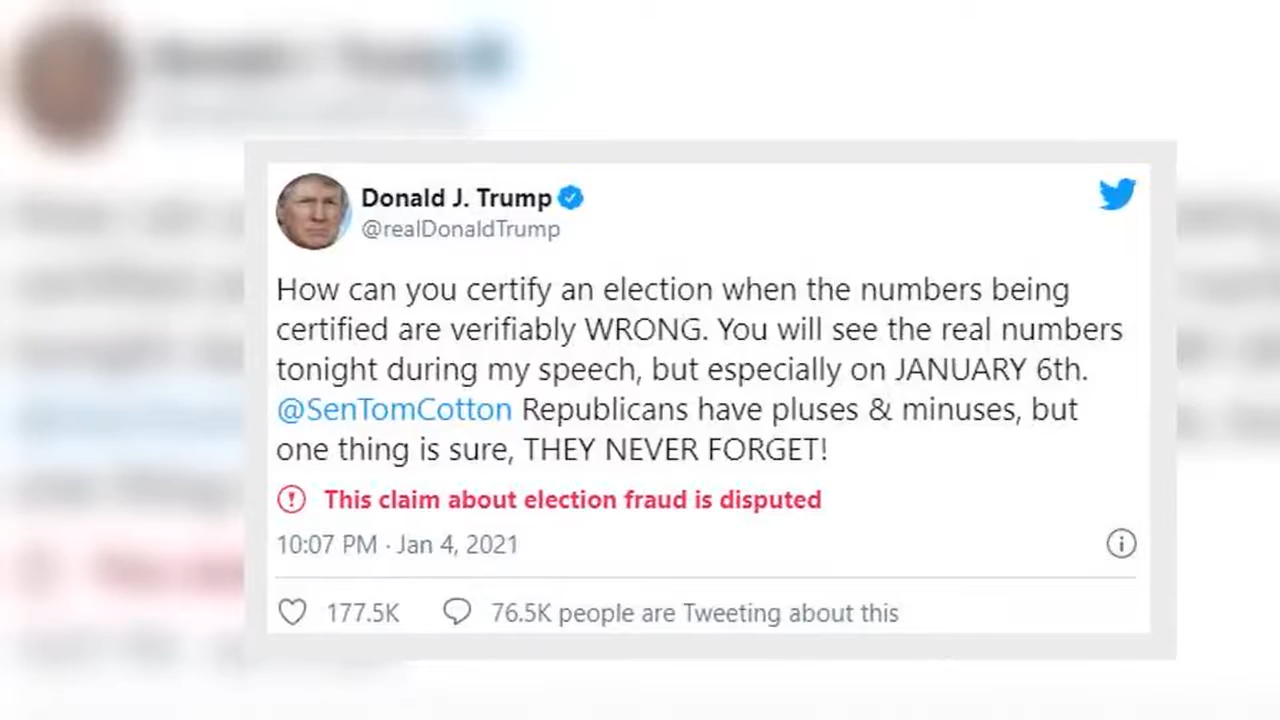 Donald J. Trump
@realDonaldTrump
How can you certify an election when the numbers being
certified are verifiably WRONG. You will see the real numbers
tonight during my speech, but especially on JANUARY 6th.
@SenTomCotton Republicans have pluses & minuses, but
one thing is sure, THEY NEVER FORGET!
This claim about election fraud is disputed
10:07 PM · Jan 4, 2021
177.5K 76.5K people are Tweeting about this